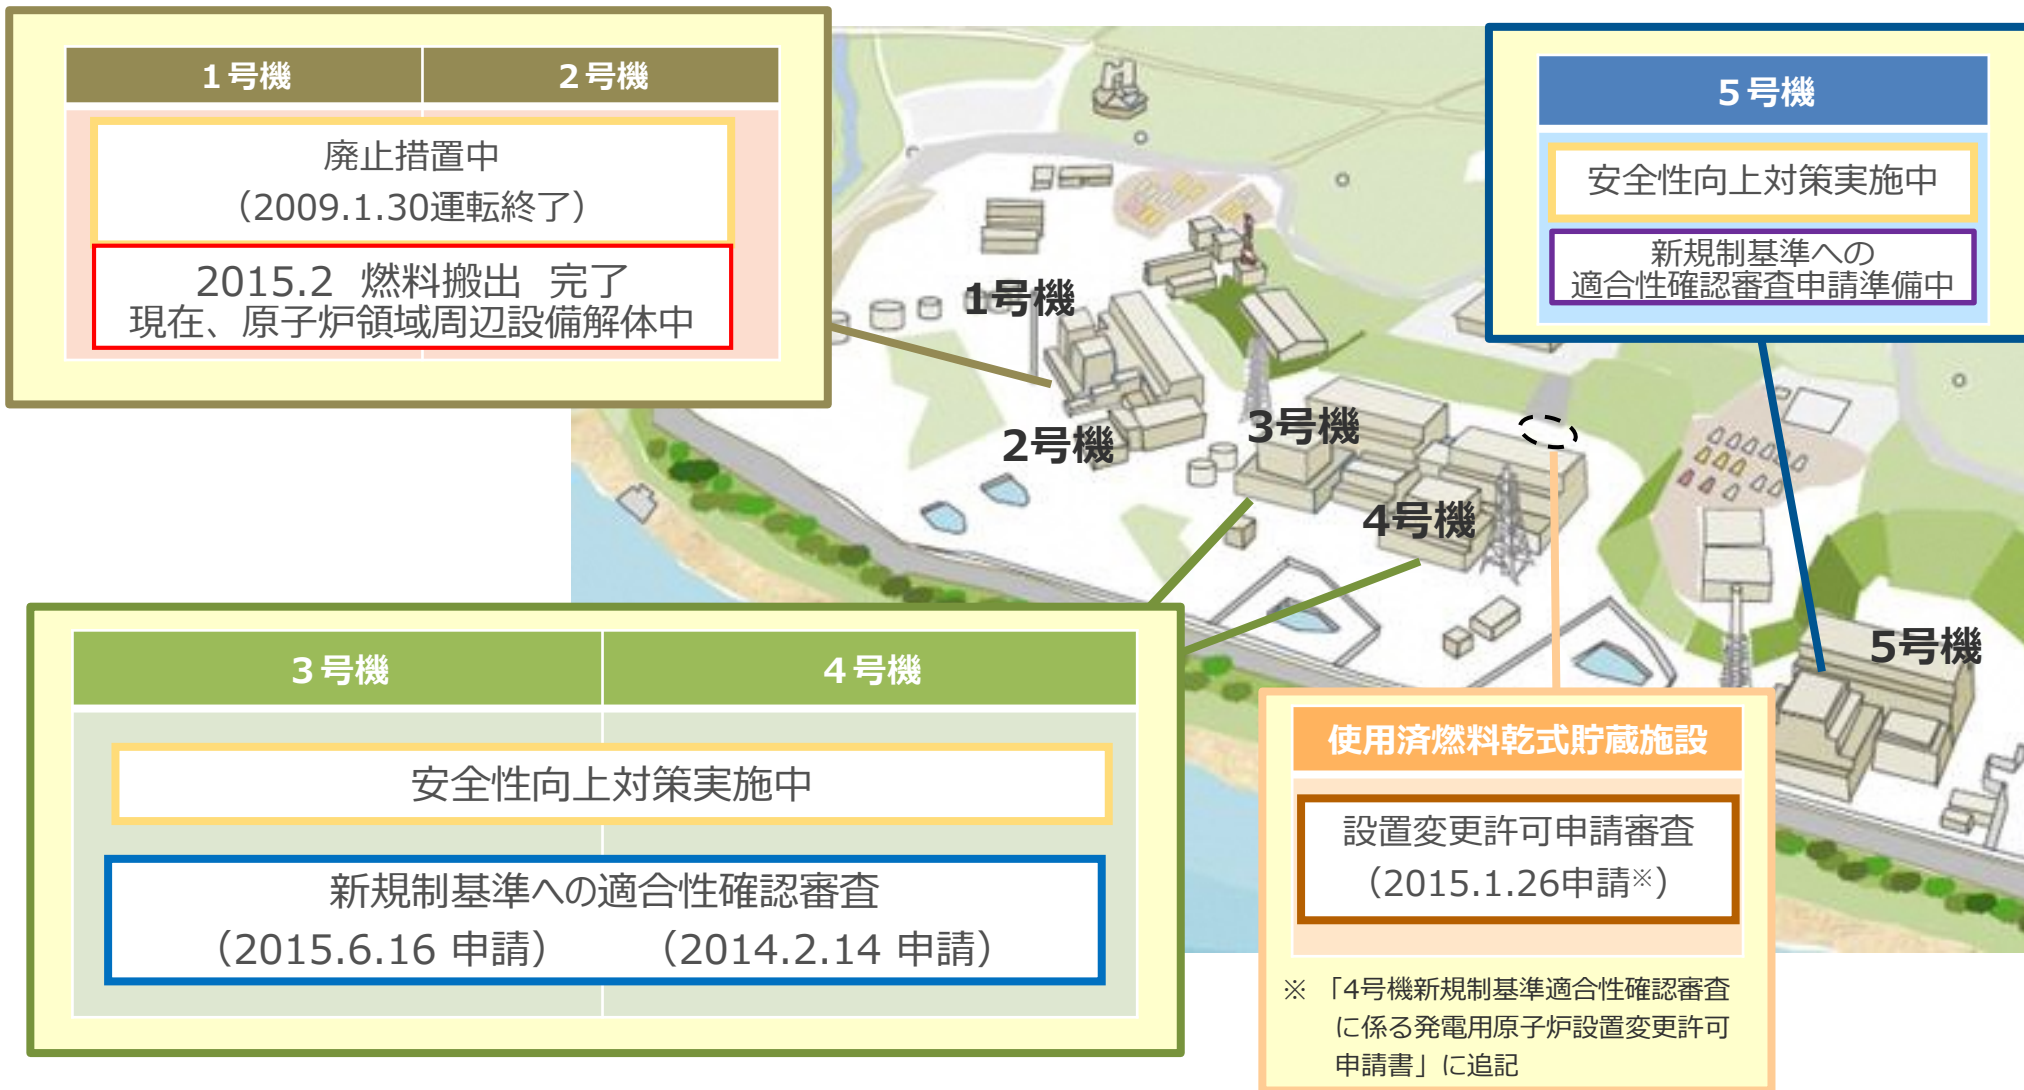 1号機 2号機
廃止措置中
（2009.1.30運転終了）
2015.2 燃料搬出 完了
現在、原子炉領域周辺設備解体中
5号機
安全性向上対策実施中
新規制基準への
適合性確認審査申請準備中
1号機
2号機
3号機
4号機
5号機
3号機 4号機
安全性向上対策実施中
新規制基準への適合性確認審査
（2015.6.16 申請） （2014.2.14 申請）
使用済燃料乾式貯蔵施設
設置変更許可申請審査
（2015.1.26申請※）
※ 「4号機新規制基準適合性確認審査
に係る発電用原子炉設置変更許可
申請書」に追記